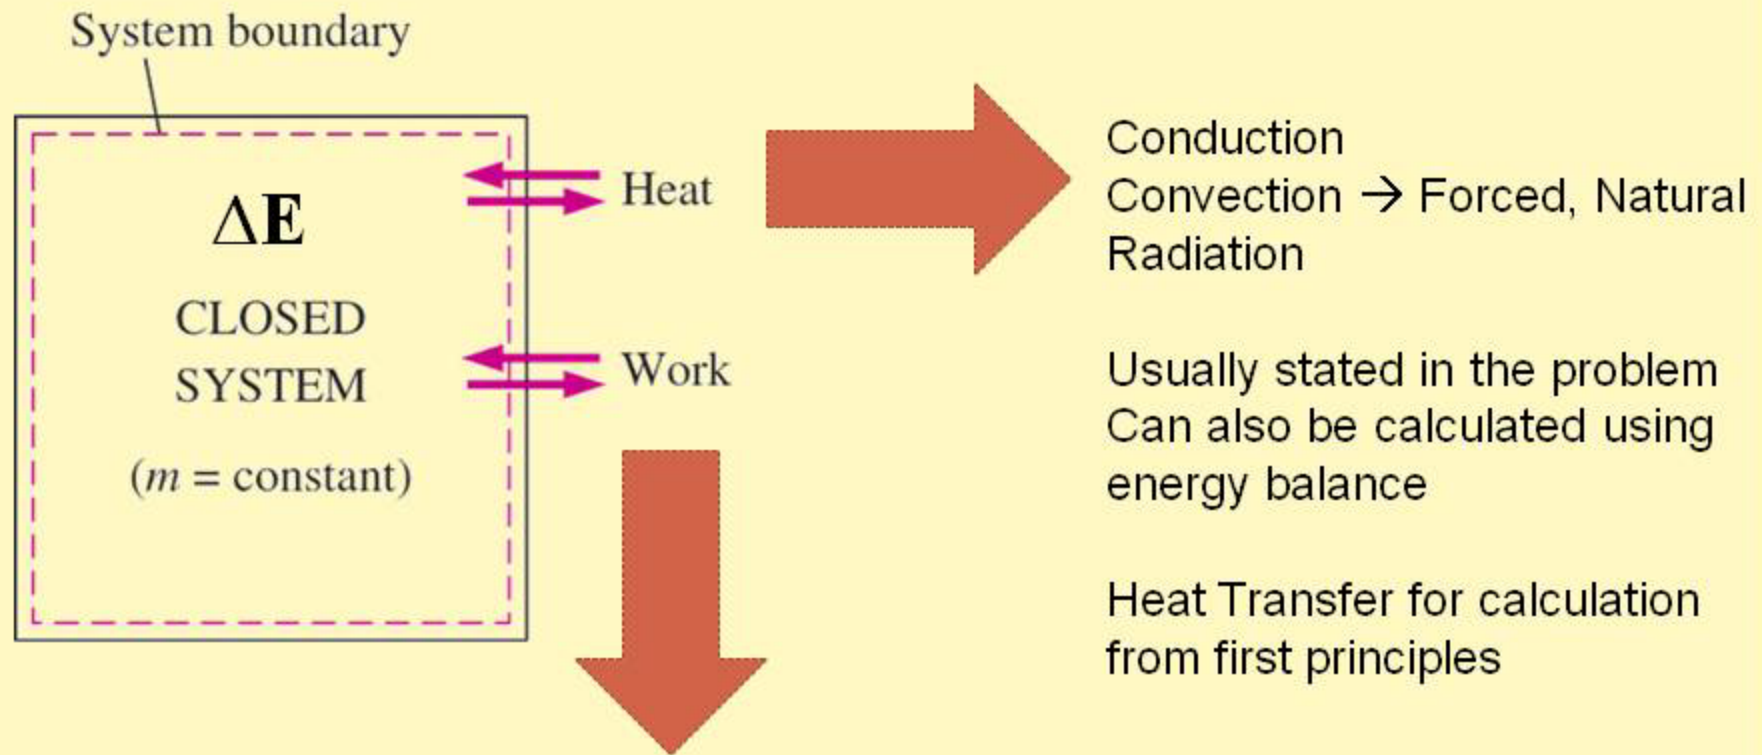 System boundary
ΔE
CLOSED
SYSTEM
(m = constant)
Heat
Work
Conduction
Convection → Forced, Natural
Radiation
Usually stated in the problem
Can also be calculated using
energy balance
Heat Transfer for calculation
from first principles